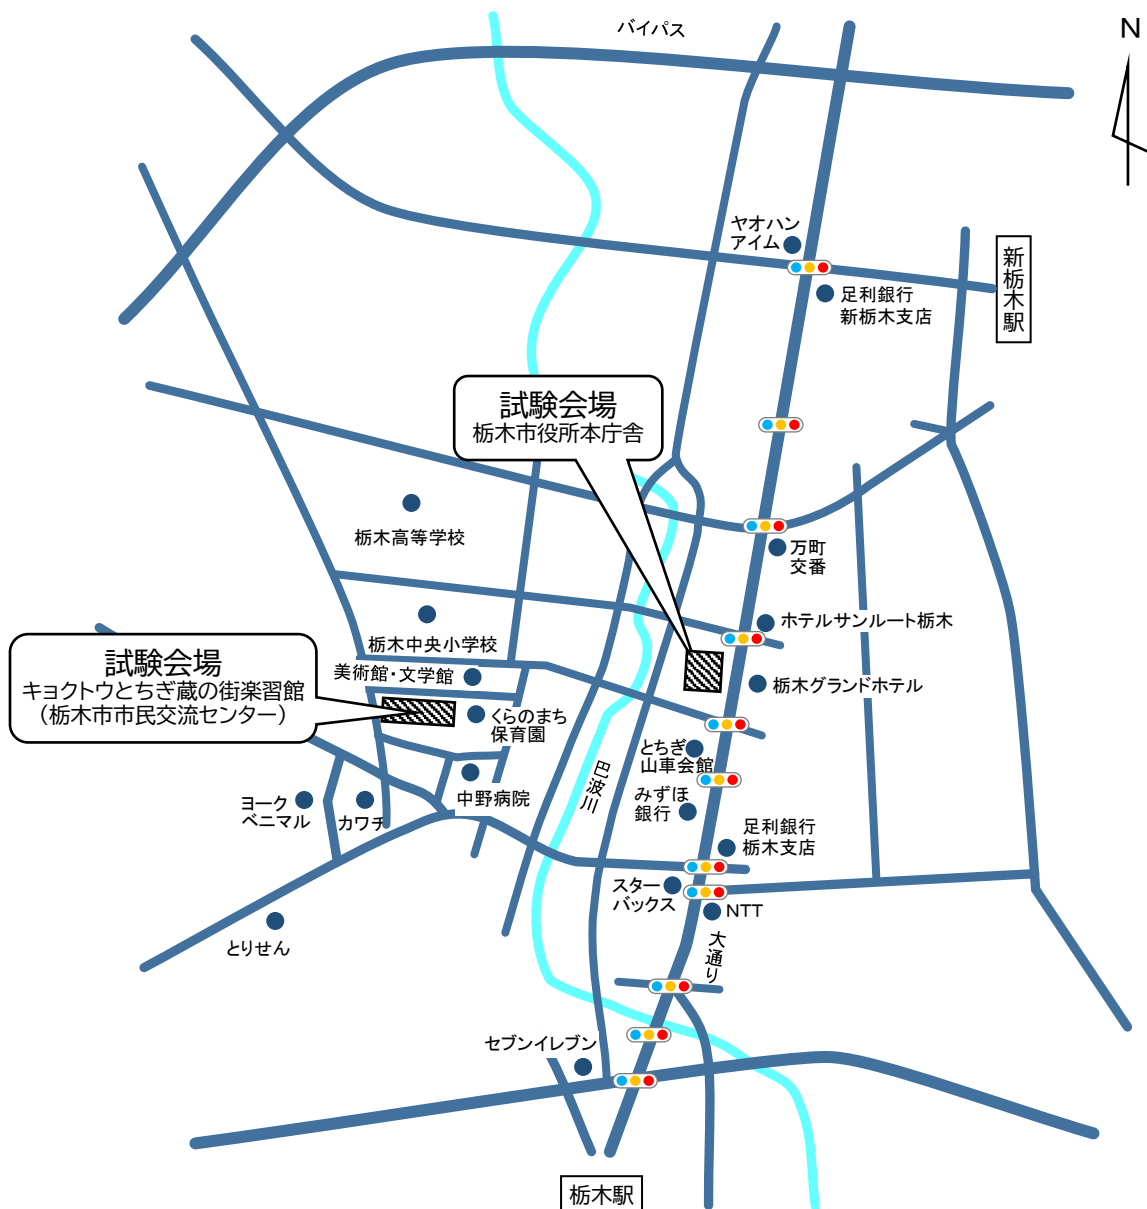 バイパス
N
ヤオハン
アイム
新栃木駅
足利銀行
新栃木支店
試験会場
栃木市役所本庁舎
栃木高等学校
万町
交番
栃木中央小学校
ホテルサンルート栃木
試験会場
キョクトウとちぎ蔵の街楽習館
（栃木市市民交流センター）
美術館・文学館
栃木グランドホテル
くらのまち
保育園
とちぎ
山車会館
巴波川
中野病院
みずほ
銀行
ヨーク
ベニマル
カワチ
足利銀行
栃木支店
スター
バックス
NTT
大通り
とりせん
セブンイレブン
栃木駅